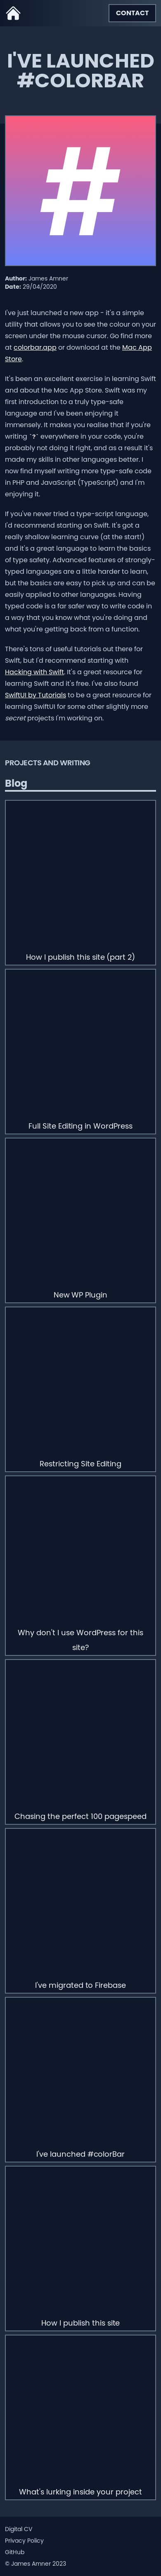 CONTACT
I'VE LAUNCHED
#COLORBAR
#
Author: James Amner
Date: 29/04/2020
I've just launched a new app - it's a simple
utility that allows you to see the colour on your
screen under the mouse cursor. Go find more
at colorbar.app or download at the Mac App
Store.
It's been an excellent exercise in learning Swift
and about the Mac App Store. Swift was my
first introduction to a truly type-safe
language and I've been enjoying it
immensely. It makes you realise that if you're
writing `?` everywhere in your code, you're
probably not doing it right, and as a result it's
made my skills in other languages better. I
now find myself writing more type-safe code
in PHP and JavaScript (TypeScript) and I'm
enjoying it.
If you've never tried a type-script language,
I'd recommend starting with Swift. It's got a
really shallow learning curve (at the start)
and it's a great language to learn the basics
of type safety. Advanced features of strongly-
typed languages are a little harder to learn
but the basics are easy to pick up and can be
easily applied to other languages. Having
typed code is a far safer way to write code in
a way that you know what you're doing and
what you're getting back from a function.
There's tons of useful tutorials out there for
Swift, but I'd recommend starting with
Hacking with Swift. It's a great resource for
learning Swift and it's free. I've also found
SwiftUI by Tutorials to be a great resource for
learning SwiftUI for some other slightly more
secret projects I'm working on.
PROJECTS AND WRITING
Blog
How I publish this site (part 2)
Full Site Editing in WordPress
New WP Plugin
Restricting Site Editing
Why don't I use WordPress for this
site?
Chasing the perfect 100 pagespeed
I've migrated to Firebase
I've launched #colorBar
How I publish this site
What's lurking inside your project
Digital CV
Privacy Policy
GitHub
© James Amner 2023